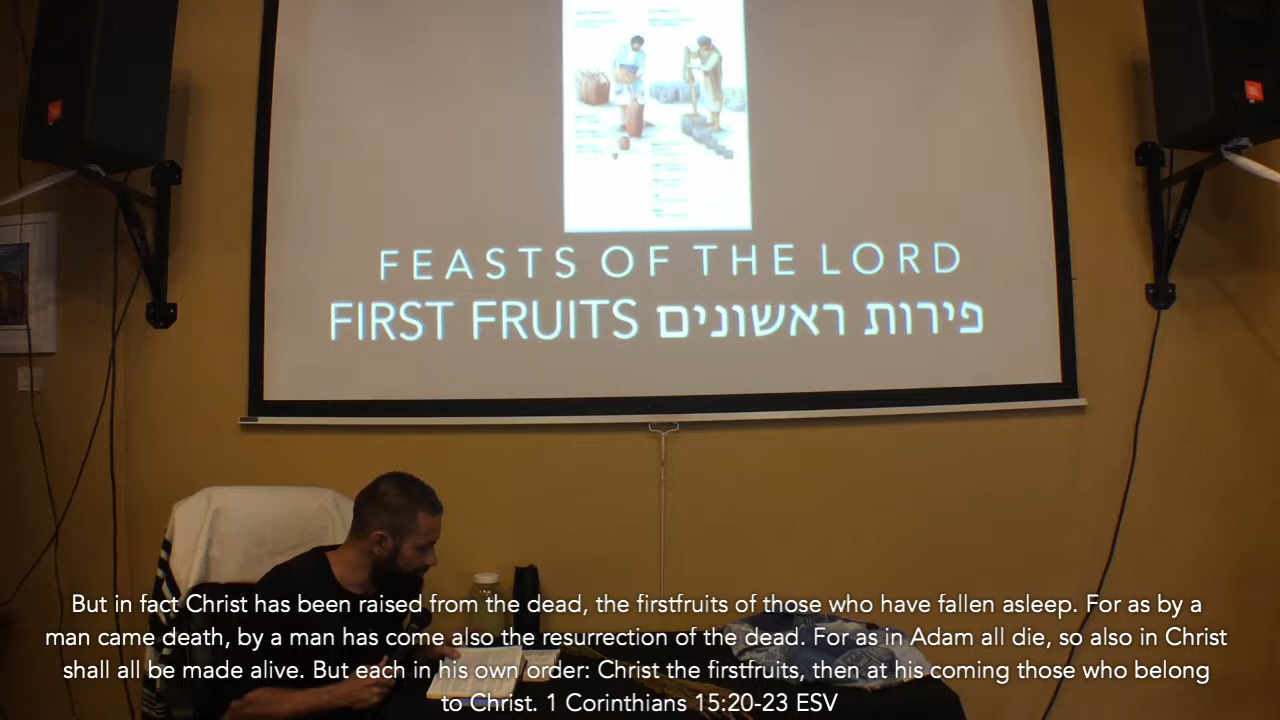 FEASTS OF THE LORD
FIRST FRUITS פירות ראשונים
But in fact Christ has been raised from the dead, the firstfruits of those who have fallen asleep. For as by a
man came death, by a man has come also the resurrection of the dead. For as in Adam all die, so also in Christ
shall all be made alive. But each in his own order: Christ the firstfruits, then at his coming those who belong
to Christ. 1 Corinthians 15:20-23 ESV